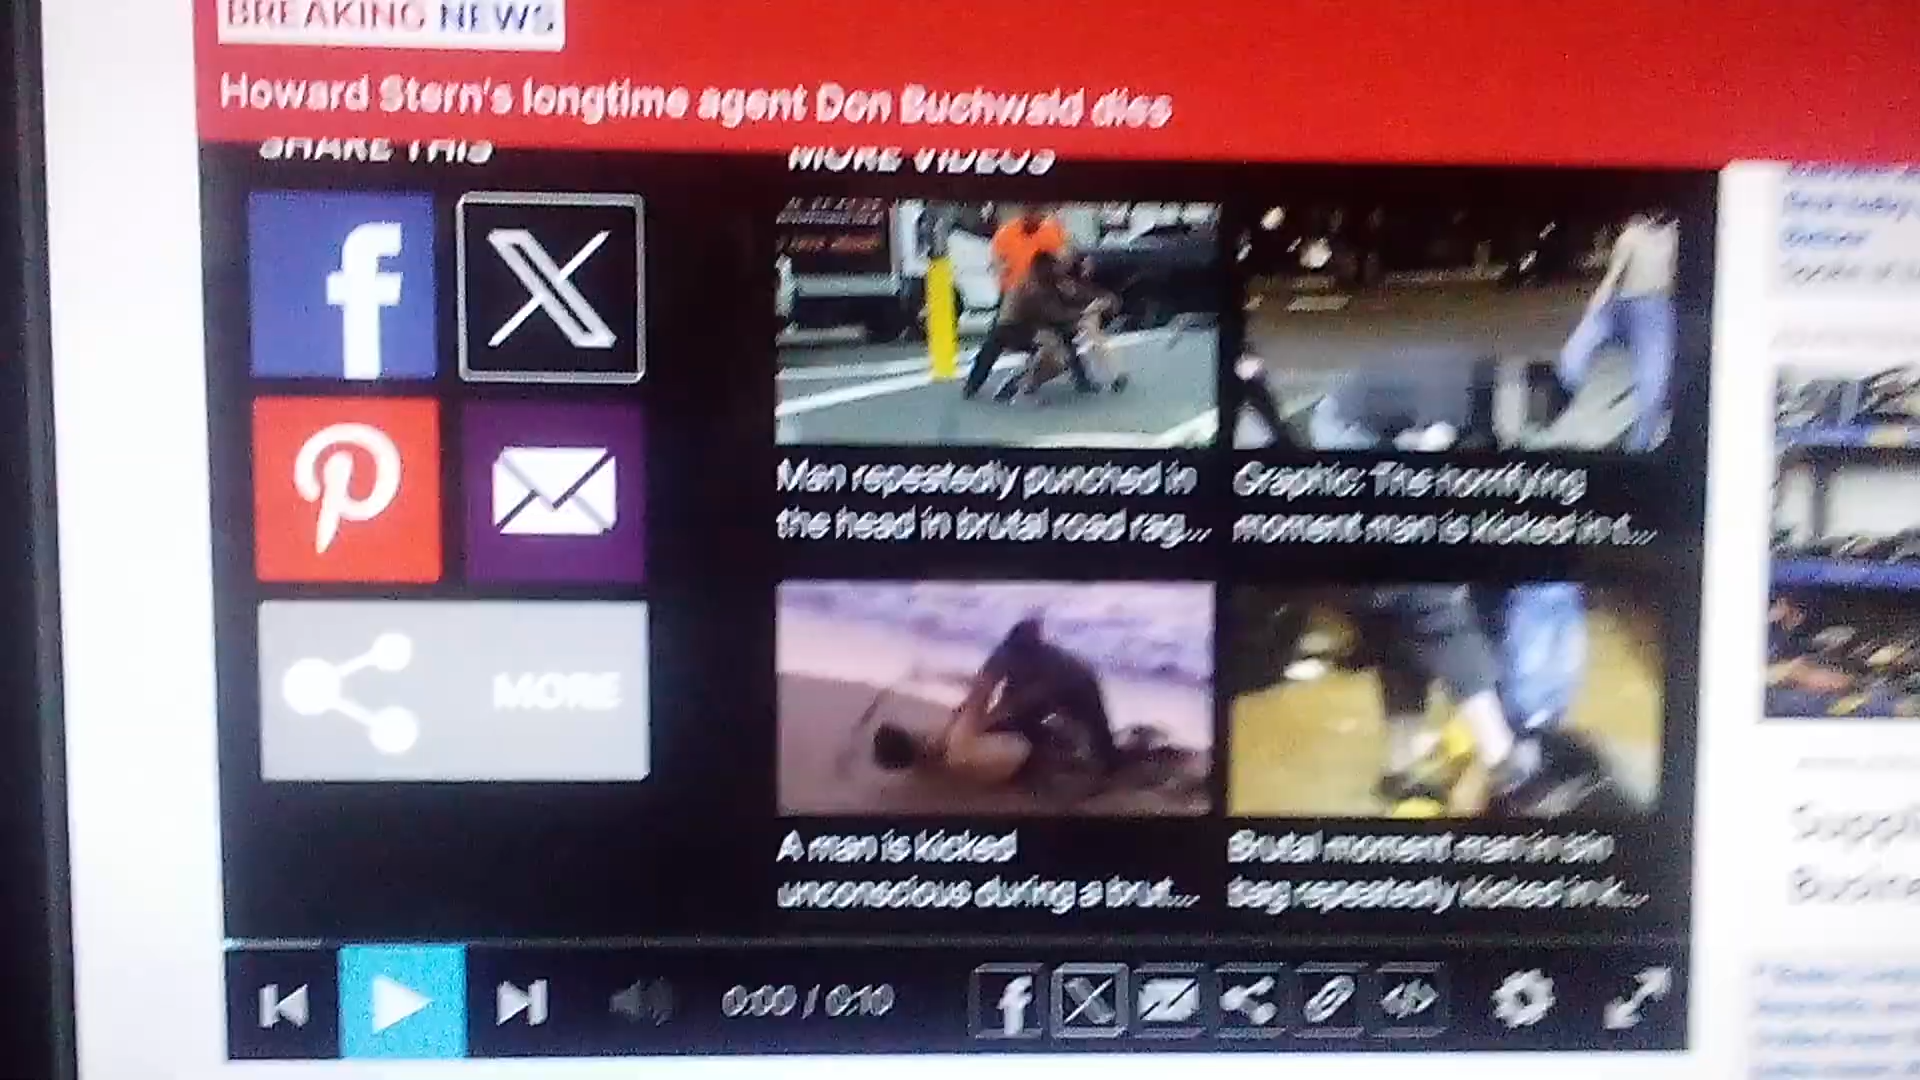 BREAKING NEWS
Howard Stern's longtime agent Don Buchwald dies
SHARE THIS
MORE VIDEOS
Man repeatedly punched in
the head in brutal road rag...
Graphic: The horrifying
moment man is kicked in t...
MORE
A man is kicked
unconscious during a brut...
Brutal moment man in bin
bag repeatedly kicked in
0:00 / 0:10